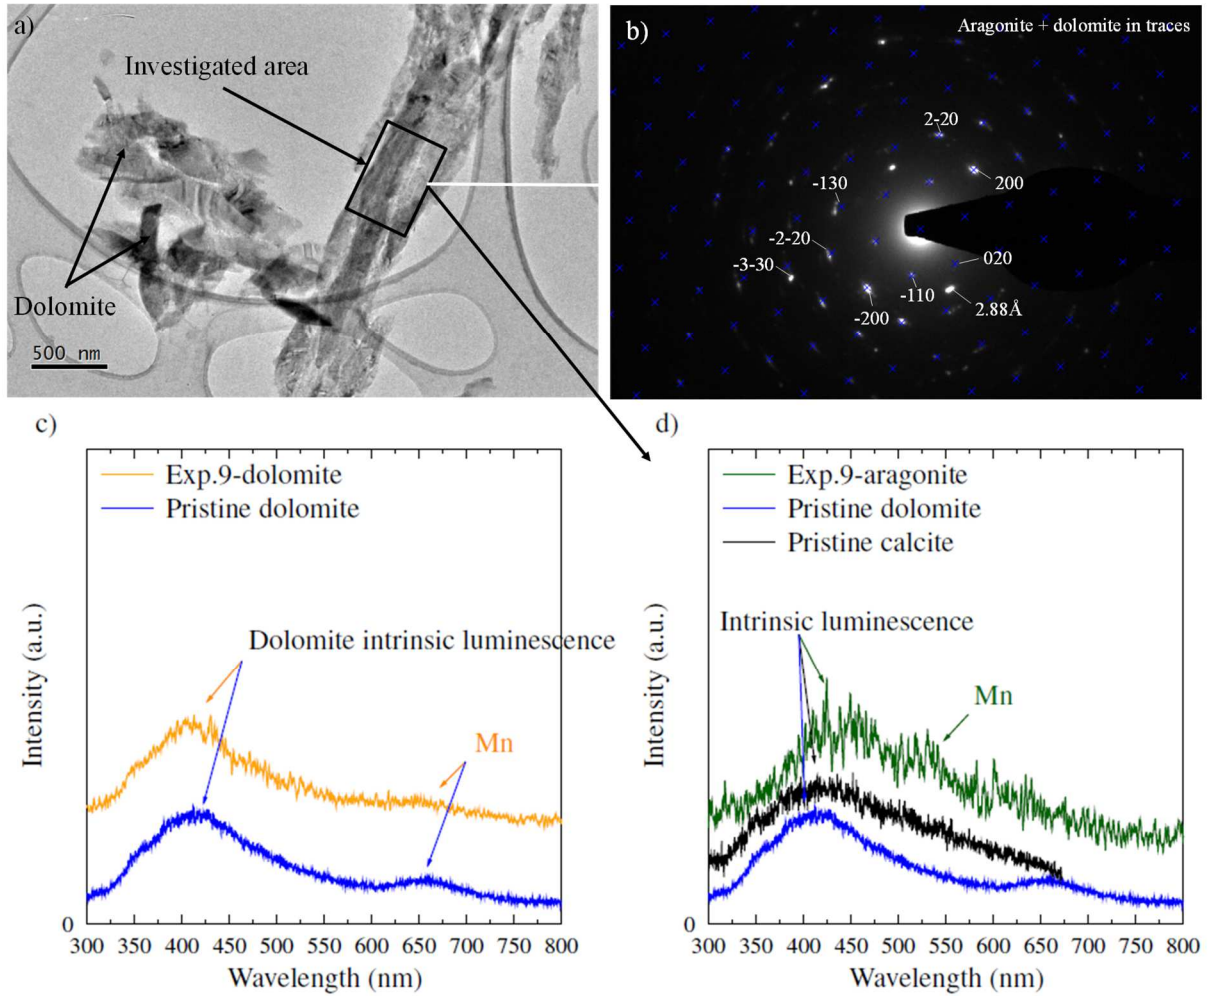 a)
Investigated area
Dolomite
500 nm
b)
Aragonite + dolomite in traces
2-20
200
-130
-2-20
020
-3-30
-110
-200
2.88Å
c)
Exp.9-dolomite
Pristine dolomite
Dolomite intrinsic luminescence
Mn
Intensity (a.u.)
0
300 350 400 450 500 550 600 650 700 750 800
Wavelength (nm)
d)
Exp.9-aragonite
Pristine dolomite
Pristine calcite
Intrinsic luminescence
Mn
Intensity (a.u.)
0
300 350 400 450 500 550 600 650 700 750 800
Wavelength (nm)